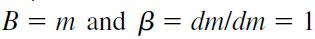 B = m and β = dm/dm = 1